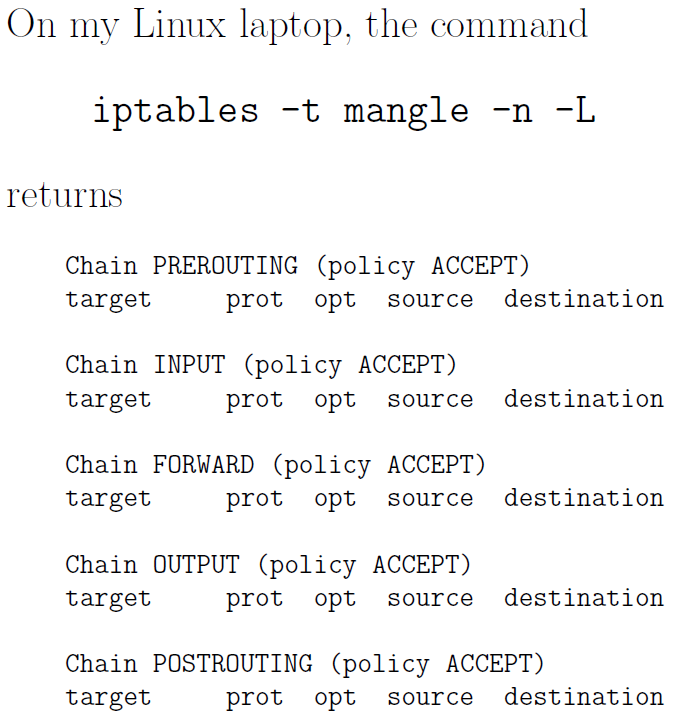 On my Linux laptop, the command
iptables -t mangle -n -L
returns
Chain PREROUTING (policy ACCEPT)
target     prot  opt  source  destination
Chain INPUT (policy ACCEPT)
target     prot  opt  source  destination
Chain FORWARD (policy ACCEPT)
target     prot  opt  source  destination
Chain OUTPUT (policy ACCEPT)
target     prot  opt  source  destination
Chain POSTROUTING (policy ACCEPT)
target     prot  opt  source  destination